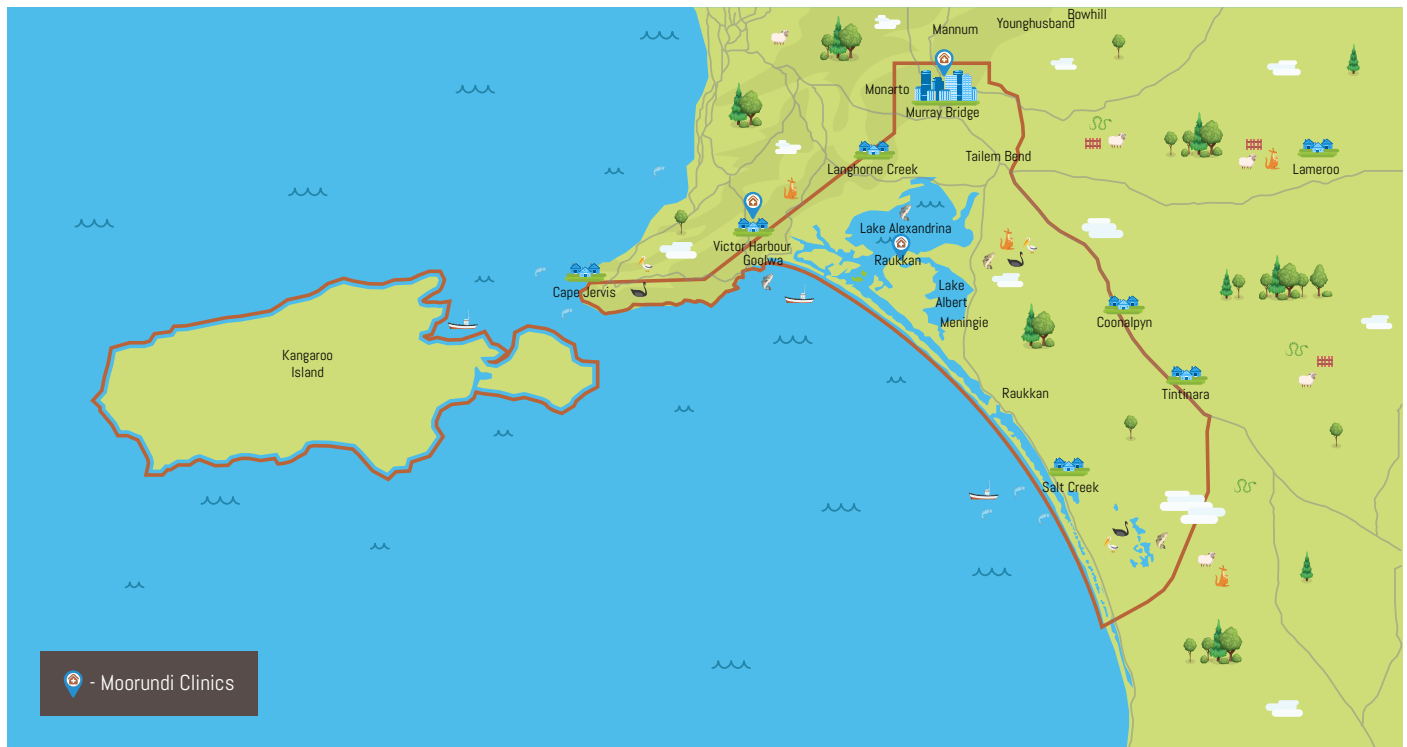 Bowhill
Younghusband
Mannum
Monarto
Murray Bridge
Tailem Bend
Langhorne Creek
Lameroo
Lake Alexandrina
Victor Harbour
Goolwa
Raukkan
Cape Jervis
Lake
Albert
Meningie
Coonalpyn
Kangaroo
Island
Raukkan
Tintinara
Salt Creek
- Moorundi Clinics